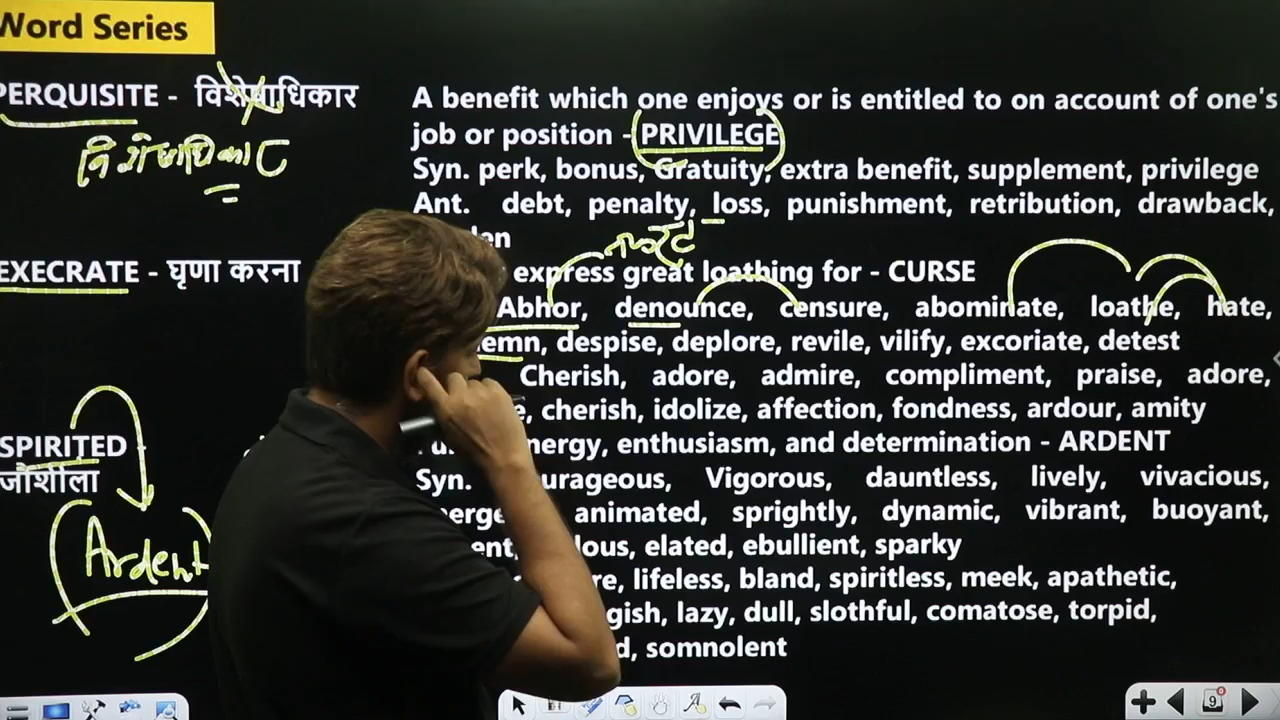 Word Series
PERQUISITE - विशेषाधिकार
विशेषाधिकार
A benefit which one enjoys or is entitled to on account of one's
job or position - PRIVILEGE
Syn. perk, bonus, Gratuity, extra benefit, supplement, privilege
Ant. debt, penalty, loss, punishment, retribution, drawback,
नफरत
EXECRATE - घृणा करना
express great loathing for - CURSE
Abhor, denounce, censure, abominate, loathe, hate,
despise, deplore, revile, vilify, excoriate, detest
Cherish, adore, admire, compliment, praise, adore,
cherish, idolize, affection, fondness, ardour, amity
SPIRITED
जोशीला
Ardent
enthusiasm, and determination - ARDENT
Syn. Vigorous, dauntless, lively, vivacious,
animated, sprightly, dynamic, vibrant, buoyant,
elated, ebullient, sparky
lifeless, bland, spiritless, meek, apathetic,
lazy, dull, slothful, comatose, torpid,
somnolent
9